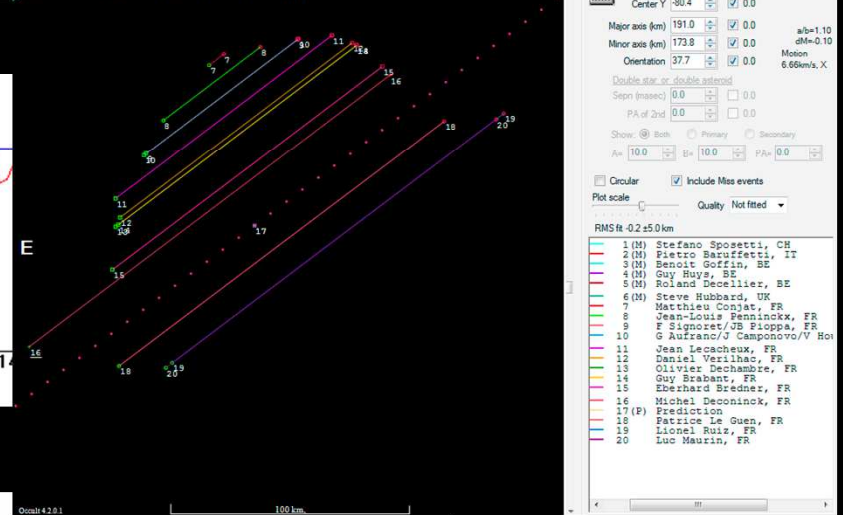 Center Y -80.4 0.0
Major axis (km) 191.0 0.0
a/b=1.10
Minor axis (km) 173.8 0.0
dM=-0.10
Orientation 37.7 0.0
Motion
6.66km/s, X
Double star or double asteroid
Sepn (masec) 0.0 0.0
PA of 2nd 0.0 0.0
Show: Both Primary Secondary
A= 10.0 B= 10.0 PA= 0.0
Circular Include Miss events
Plot scale
Quality Not fitted
RMS fit -0.2 ±5.0 km
1(M) Stefano Sposetti, CH
2(M) Pietro Baruffetti, IT
3(M) Benoit Goffin, BE
4(M) Guy Huys, BE
5(M) Roland Decellier, BE
6(M) Steve Hubbard, UK
7 Matthieu Conjat, FR
8 Jean-Louis Penninckx, FR
9 F Signoret/JB Pioppa, FR
10 G Aufranc/J Camponovo/V
11 Jean Lecacheux, FR
12 Daniel Verilhac, FR
13 Olivier Dechambre, FR
14 Guy Brabant, FR
15 Eberhard Bredner, FR
16 Michel Deconinck, FR
17(P) Prediction
18 Patrice Le Guen, FR
19 Lionel Ruiz, FR
20 Luc Maurin, FR
10 11
8
7
7
15
16
8
18
19
20
11
12
17
E
15
16
18
19
20
Occult 4.2.0.1
100 km.